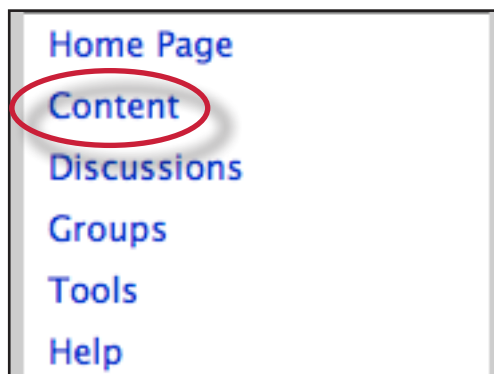 Home Page
Content
Discussions
Groups
Tools
Help